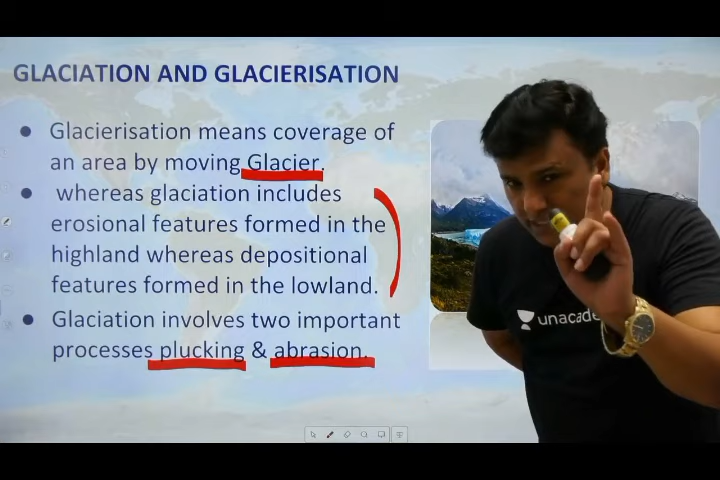 GLACIATION AND GLACIERISATION
● Glacierisation means coverage of
an area by moving Glacier.
● whereas glaciation includes
erosional features formed in the
highland whereas depositional
features formed in the lowland.
● Glaciation involves two important
processes plucking & abrasion.